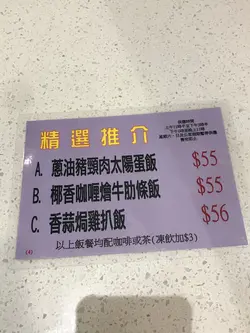 精選推介
A. 蔥油豬頸肉太陽蛋飯 $55
B. 椰香咖喱燴牛肋條飯 $55
C. 香蒜焗雞扒飯 $56
以上飯餐均配咖啡或茶(凍飲加$3)